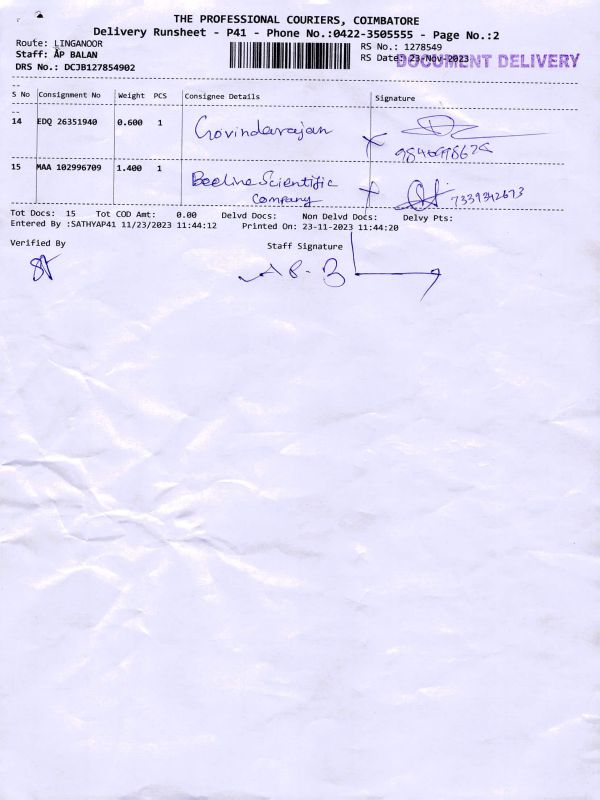 THE PROFESSIONAL COURIERS, COIMBATORE
Delivery Runsheet - P41 - Phone No.:0422-3505555 - Page No.:2
Route: LINGANOOR
RS No.: 1278549
Staff: AP BALAN
RS Date: 23-Nov-2023
DOCUMENT DELIVERY
DRS No.: DCJB127854902
S No Consignment No Weight PCS Consignee Details Signature
14 EDQ 26351940 0.600 1 Govindarajan
15 MAA 102996709 1.400 1 Beeline Scientific
Company
7339342673
Tot Docs: 15 Tot COD Amt: 0.00 Delvd Docs: Non Delvd Docs: Delvy Pts:
Entered By :SATHYAP41 11/23/2023 11:44:12 Printed On: 23-11-2023 11:44:20
Verified By
Staff Signature